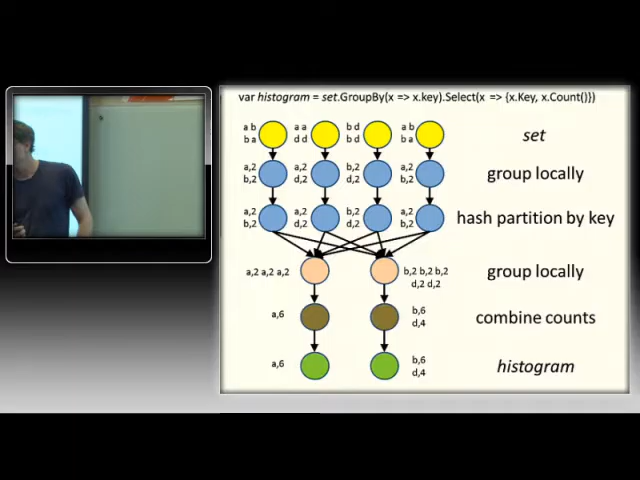 var histogram = set.GroupBy(x => x.key).Select(x => {x.Key, x.Count()})
a b a a b d a b
b a d d b d b a
set
a,2 a,2 b,2 a,2
b,2 d,2 d,2 b,2
group locally
a,2 a,2 b,2 a,2
b,2 d,2 d,2 b,2
hash partition by key
a,2 a,2 a,2
b,2 b,2 b,2
d,2 d,2
group locally
a,6
b,6
d,4
combine counts
a,6
b,6
d,4
histogram